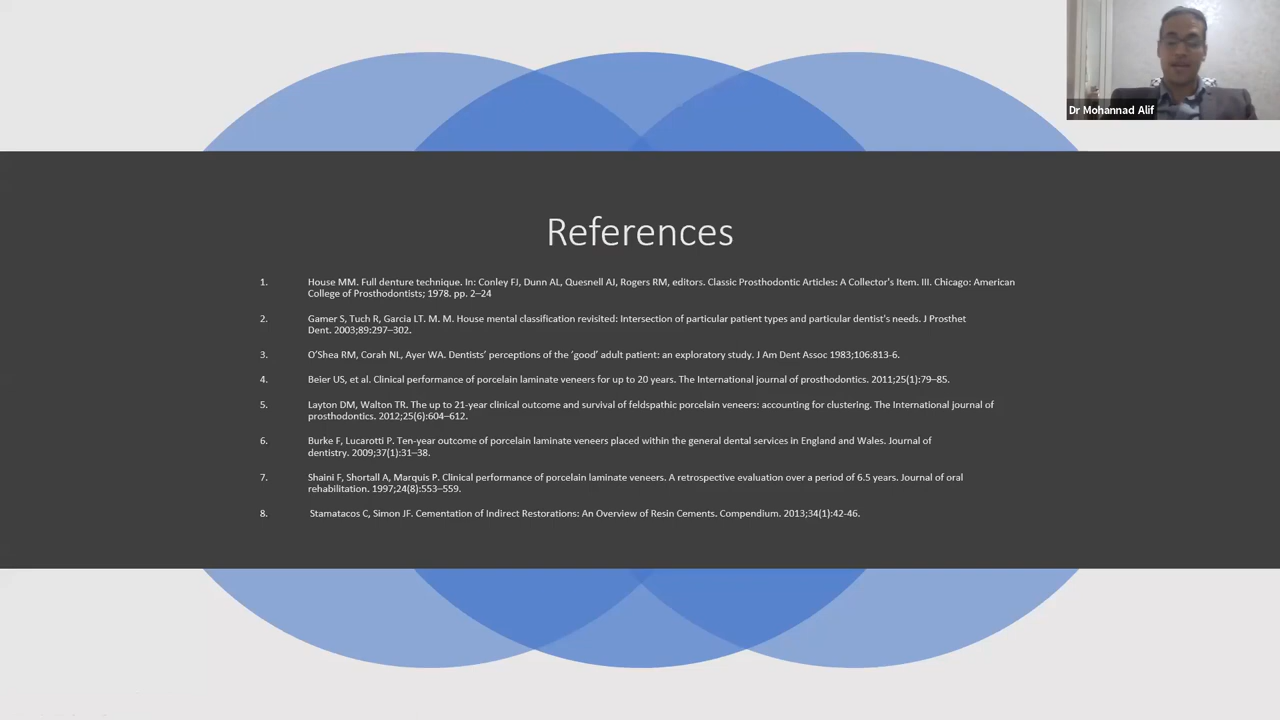 Dr Mohannad Alif
References
1. House MM. Full denture technique. In: Conley FJ, Dunn AL, Quesnell AJ, Rogers RM, editors. Classic Prosthodontic Articles: A Collector's Item. III. Chicago: American
College of Prosthodontists; 1978. pp. 2–24
2. Gamer S, Tuch R, Garcia LT. M. M. House mental classification revisited: Intersection of particular patient types and particular dentist's needs. J Prosthet
Dent. 2003;89:297–302.
3. O’Shea RM, Corah NL, Ayer WA. Dentists’ perceptions of the ‘good’ adult patient: an exploratory study. J Am Dent Assoc 1983;106:813-6.
4. Beier US, et al. Clinical performance of porcelain laminate veneers for up to 20 years. The International journal of prosthodontics. 2011;25(1):79–85.
5. Layton DM, Walton TR. The up to 21-year clinical outcome and survival of feldspathic porcelain veneers: accounting for clustering. The International journal of
prosthodontics. 2012;25(6):604–612.
6. Burke F, Lucarotti P. Ten-year outcome of porcelain laminate veneers placed within the general dental services in England and Wales. Journal of
dentistry. 2009;37(1):31–38.
7. Shaini F, Shortall A, Marquis P. Clinical performance of porcelain laminate veneers. A retrospective evaluation over a period of 6.5 years. Journal of oral
rehabilitation. 1997;24(8):553–559.
8. Stamatacos C, Simon JF. Cementation of Indirect Restorations: An Overview of Resin Cements. Compendium. 2013;34(1):42-46.